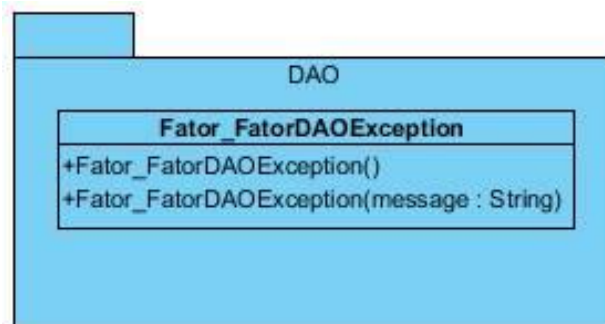 DAO
Fator_FatorDAOException
+Fator_FatorDAOException()
+Fator_FatorDAOException(message : String)